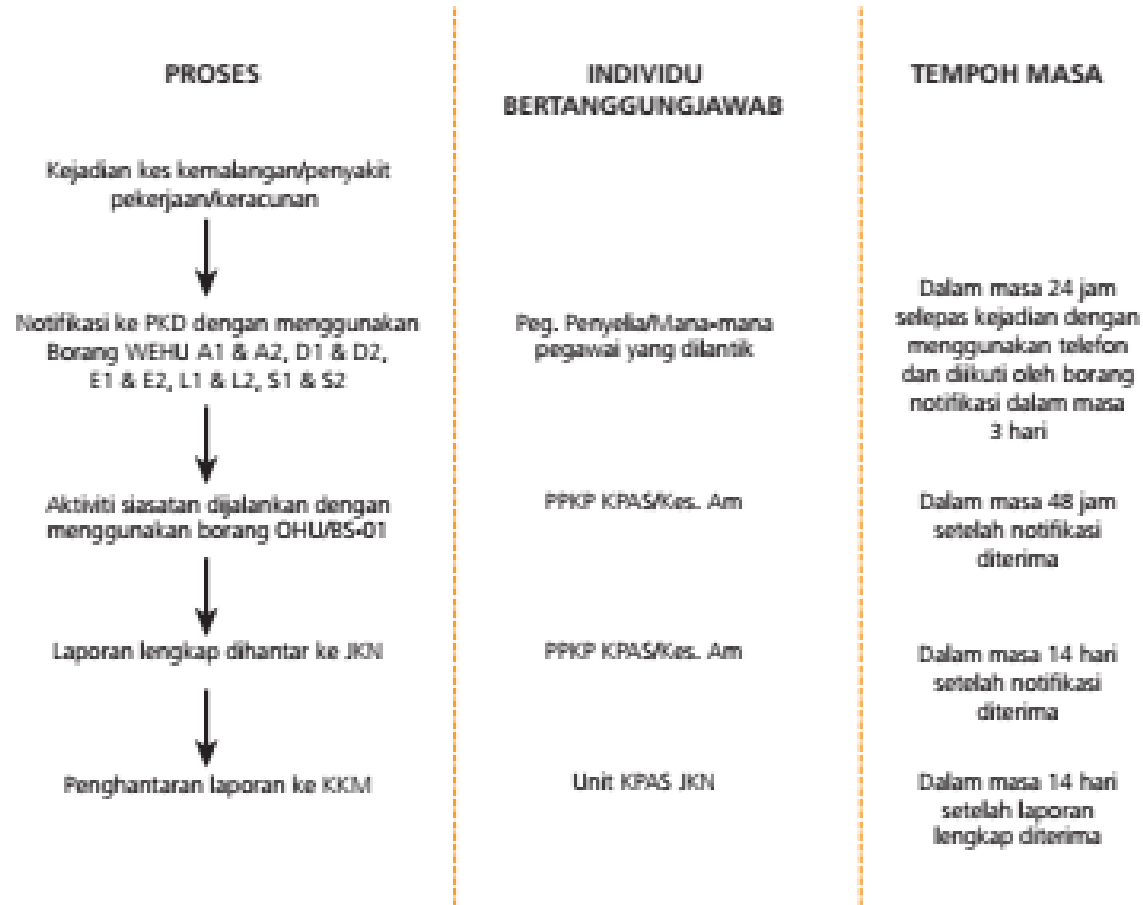 PROSES
INDIVIDU
BERTANGGUNGJAWAB
TEMPOH MASA
Kejadian kes kemalangan/penyakit
pekerjaan/keracunan
Notifikasi ke PKD dengan menggunakan
Borang WEHU A1 & A2, D1 & D2,
E1 & E2, L1 & L2, S1 & S2
Peg. Penyelia/Mana-mana
pegawai yang dilantik
Dalam masa 24 jam
selepas kejadian dengan
menggunakan telefon
dan diikuti oleh borang
notifikasi dalam masa
3 hari
Aktiviti siasatan dijalankan dengan
menggunakan borang OHU/BS-01
PPKP KPAS/Kes. Am
Dalam masa 48 jam
setelah notifikasi
diterima
Laporan lengkap dihantar ke JKN
PPKP KPAS/Kes. Am
Dalam masa 14 hari
setelah notifikasi
diterima
Penghantaran laporan ke KKM
Unit KPAS JKN
Dalam masa 14 hari
setelah laporan
lengkap diterima